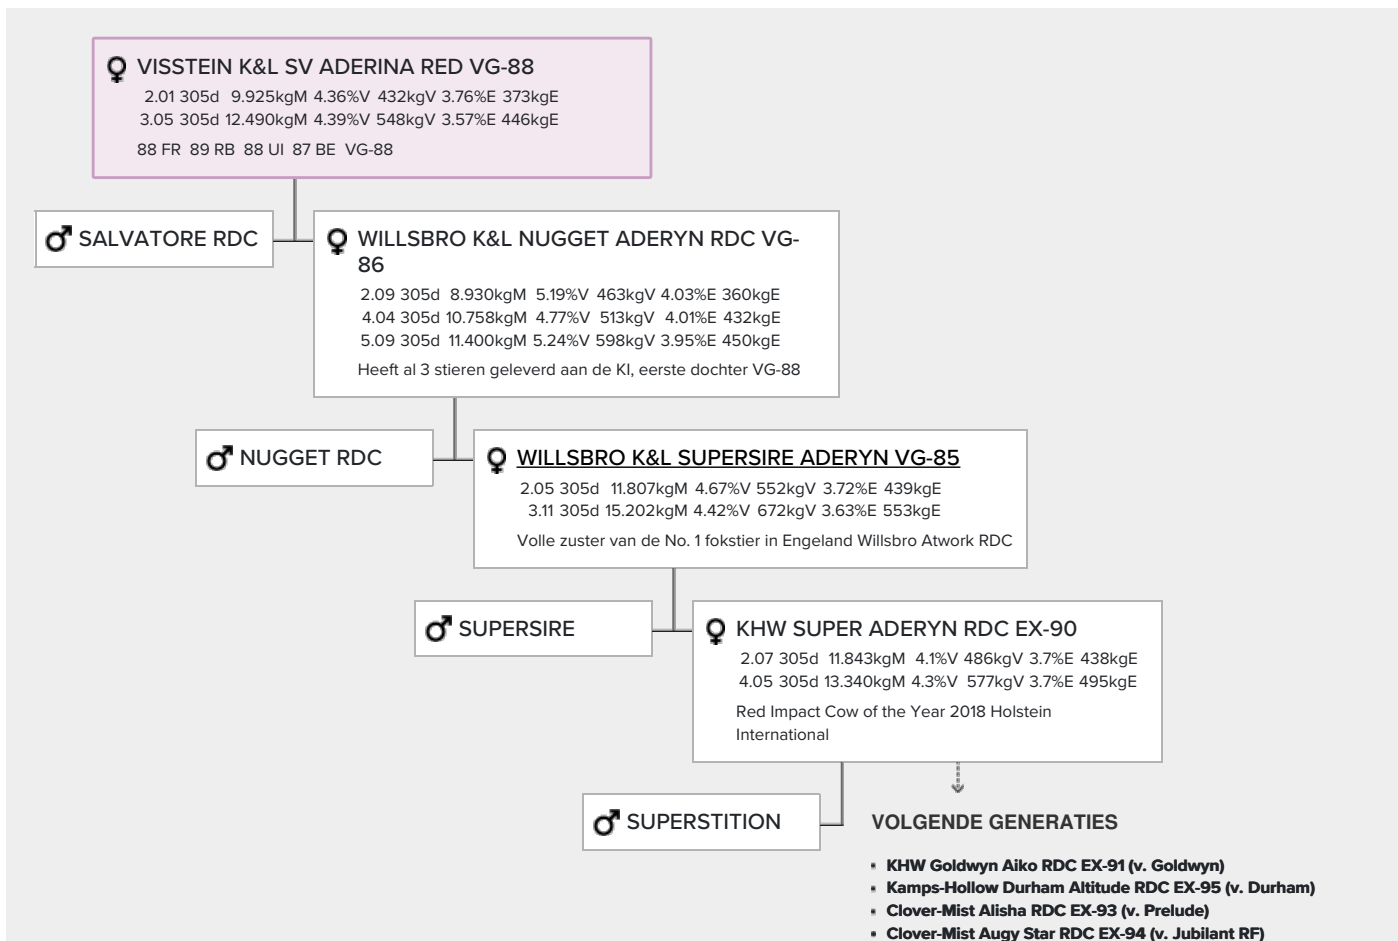 VISSTEIN K&L SV ADERINA RED VG-88
2.01 305d 9.925kgM 4.36%V 432kgV 3.76%E 373kgE
3.05 305d 12.490kgM 4.39%V 548kgV 3.57%E 446kgE
88 FR 89 RB 88 UI 87 BE VG-88
SALVATORE RDC
WILLSBRO K&L NUGGET ADERYN RDC VG-
86
2.09 305d 8.930kgM 5.19%V 463kgV 4.03%E 360kgE
4.04 305d 10.758kgM 4.77%V 513kgV 4.01%E 432kgE
5.09 305d 11.400kgM 5.24%V 598kgV 3.95%E 450kgE
Heeft al 3 stieren geleverd aan de KI, eerste dochter VG-88
NUGGET RDC
WILLSBRO K&L SUPERSIRE ADERYN VG-85
2.05 305d 11.807kgM 4.67%V 552kgV 3.72%E 439kgE
3.11 305d 15.202kgM 4.42%V 672kgV 3.63%E 553kgE
Volle zuster van de No. 1 fokstier in Engeland Willsbro Atwork RDC
SUPERSIRE
KHW SUPER ADERYN RDC EX-90
2.07 305d 11.843kgM 4.1%V 486kgV 3.7%E 438kgE
4.05 305d 13.340kgM 4.3%V 577kgV 3.7%E 495kgE
Red Impact Cow of the Year 2018 Holstein
International
SUPERSTITION
VOLGENDE GENERATIES
KHW Goldwyn Aiko RDC EX-91 (v. Goldwyn)
Kamps-Hollow Durham Altitude RDC EX-95 (v. Durham)
Clover-Mist Alisha RDC EX-93 (v. Prelude)
Clover-Mist Augy Star RDC EX-94 (v. Jubilant RF)